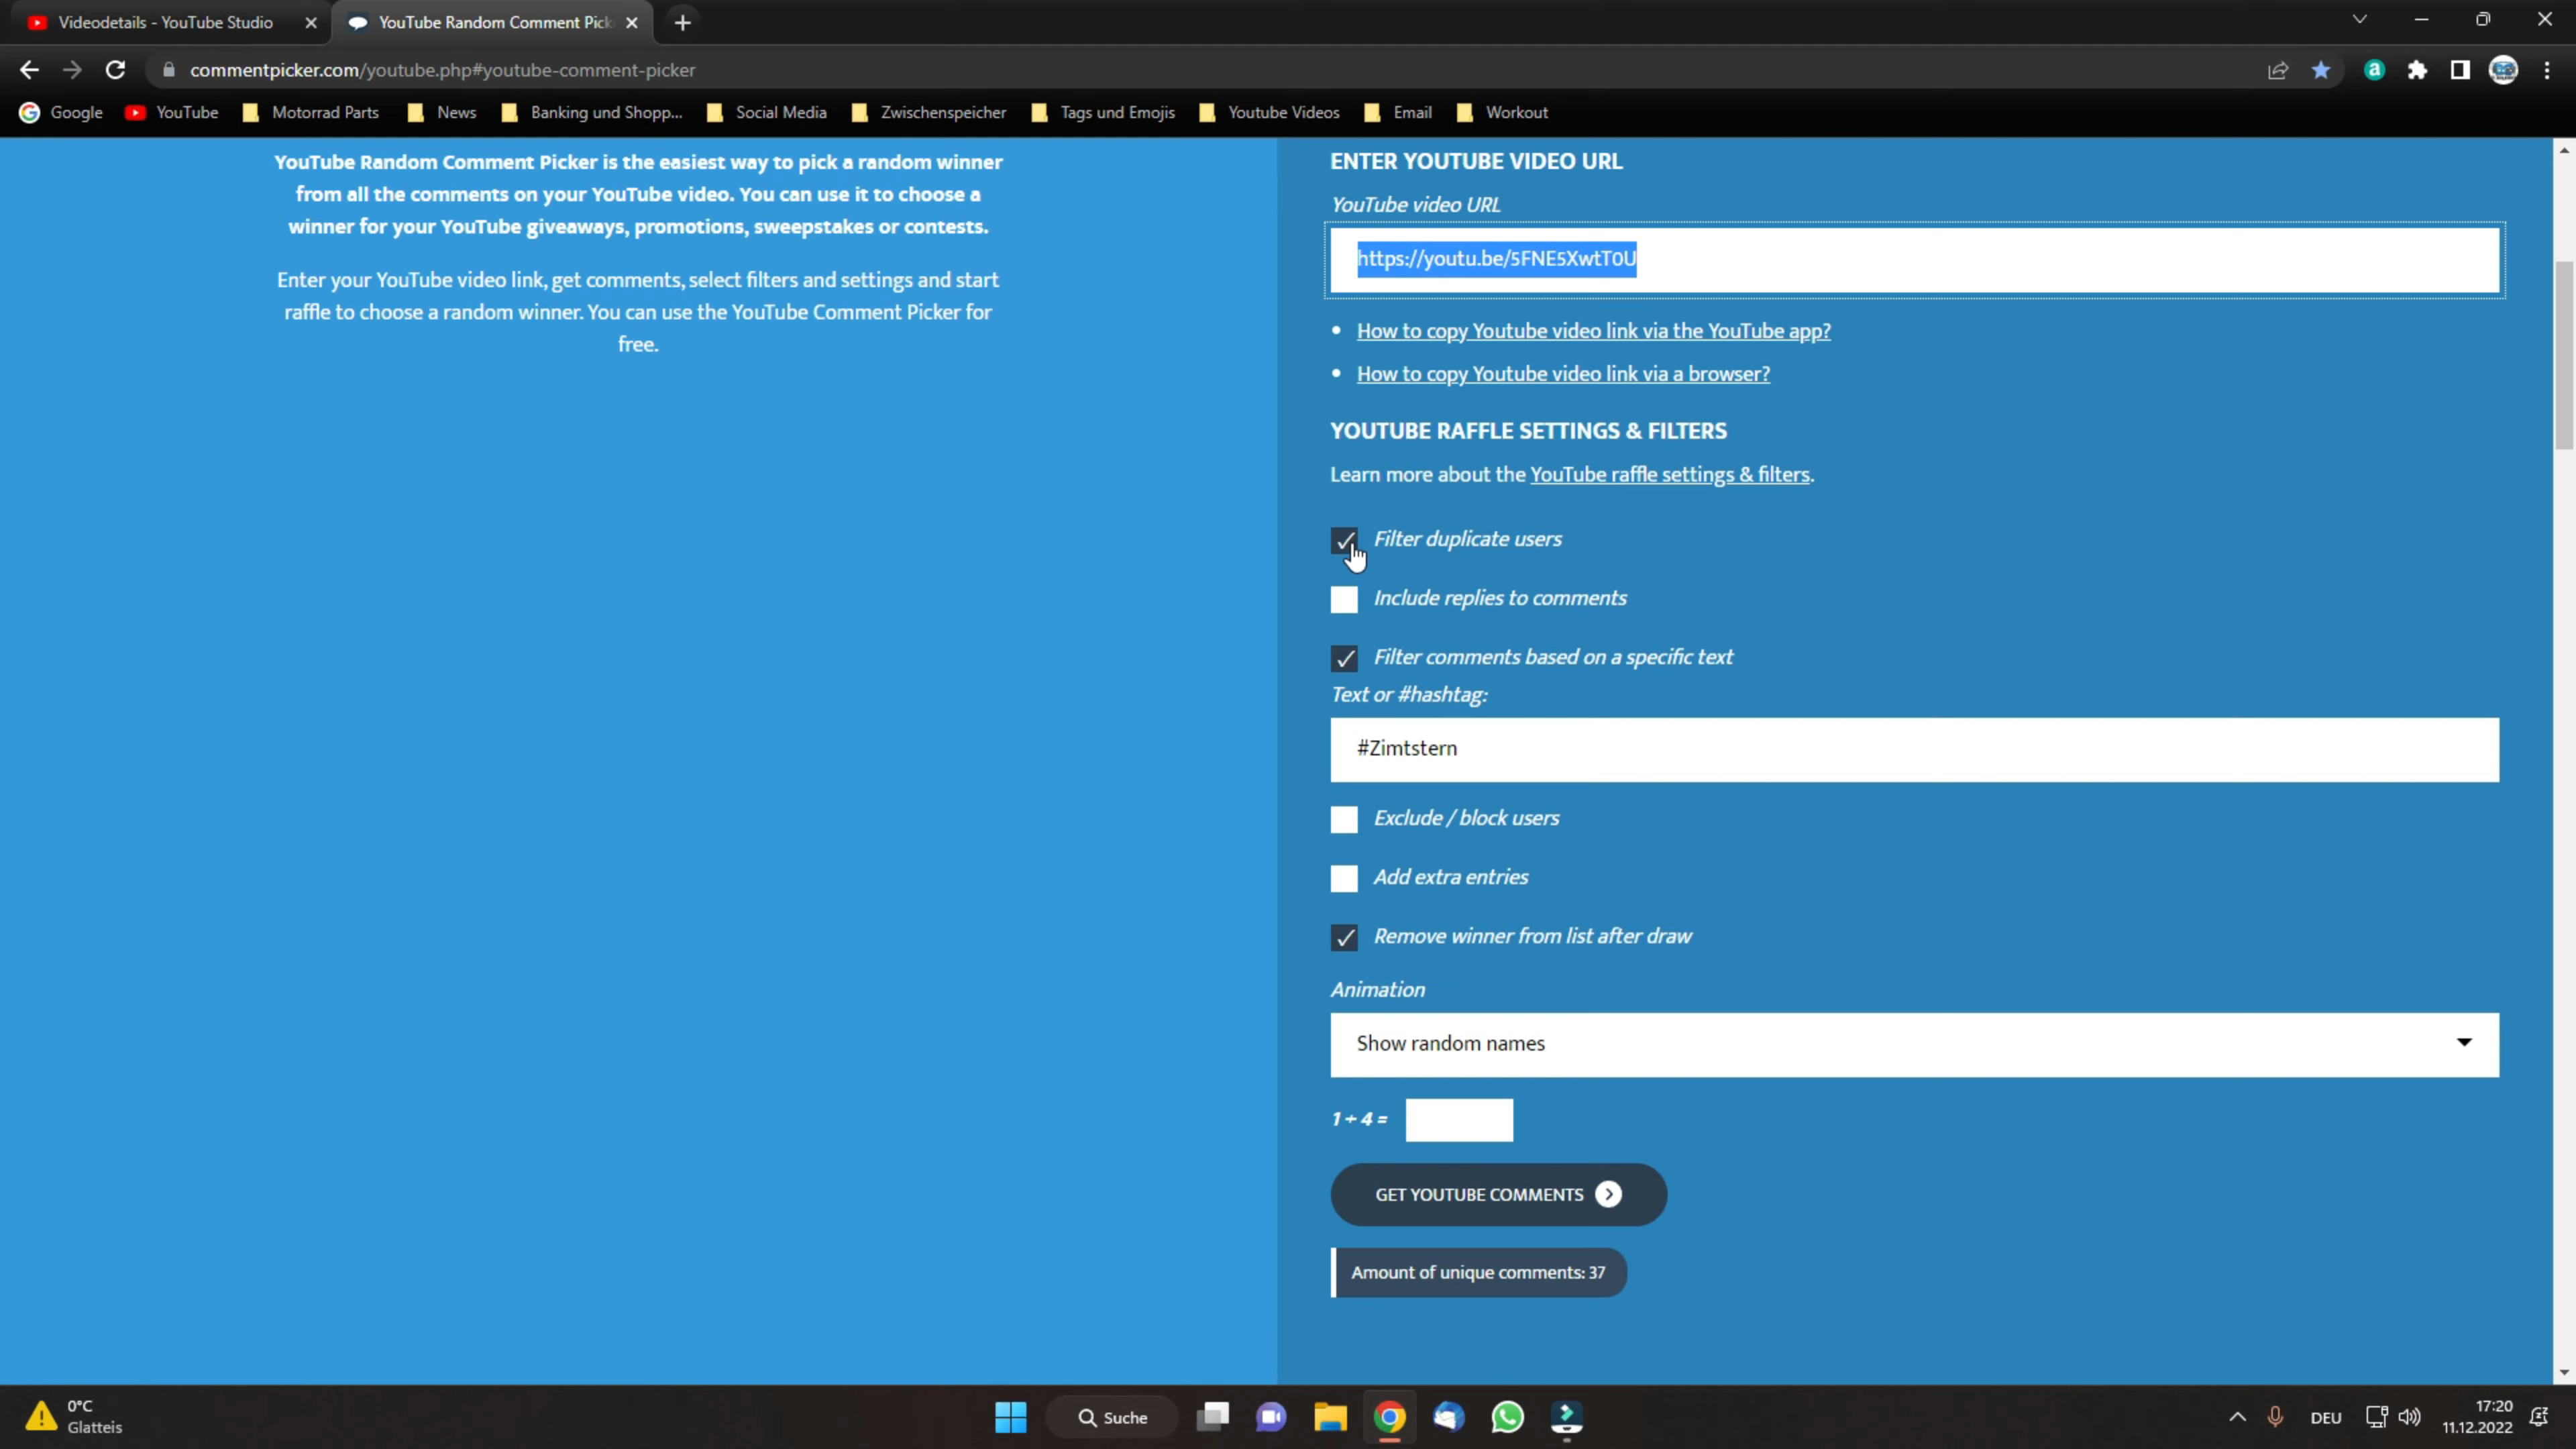 Videodetails - YouTube Studio
YouTube Random Comment Pick
commentpicker.com/youtube.php#youtube-comment-picker
Google YouTube Motorrad Parts News Banking und Shopp... Social Media Zwischenspeicher Tags und Emojis Youtube Videos Email Workout
YouTube Random Comment Picker is the easiest way to pick a random winner
from all the comments on your YouTube video. You can use it to choose a
winner for your YouTube giveaways, promotions, sweepstakes or contests.
Enter your YouTube video link, get comments, select filters and settings and start
raffle to choose a random winner. You can use the YouTube Comment Picker for
free.
ENTER YOUTUBE VIDEO URL
YouTube video URL
https://youtu.be/5FNE5XwtT0U
• How to copy Youtube video link via the YouTube app?
• How to copy Youtube video link via a browser?
YOUTUBE RAFFLE SETTINGS & FILTERS
Learn more about the YouTube raffle settings & filters.
Filter duplicate users
Include replies to comments
Filter comments based on a specific text
Text or #hashtag:
#Zimtstern
Exclude / block users
Add extra entries
Remove winner from list after draw
Animation
Show random names
1 + 4 =
GET YOUTUBE COMMENTS
Amount of unique comments: 37
0°C
Glatteis
Suche
DEU
17:20
11.12.2022